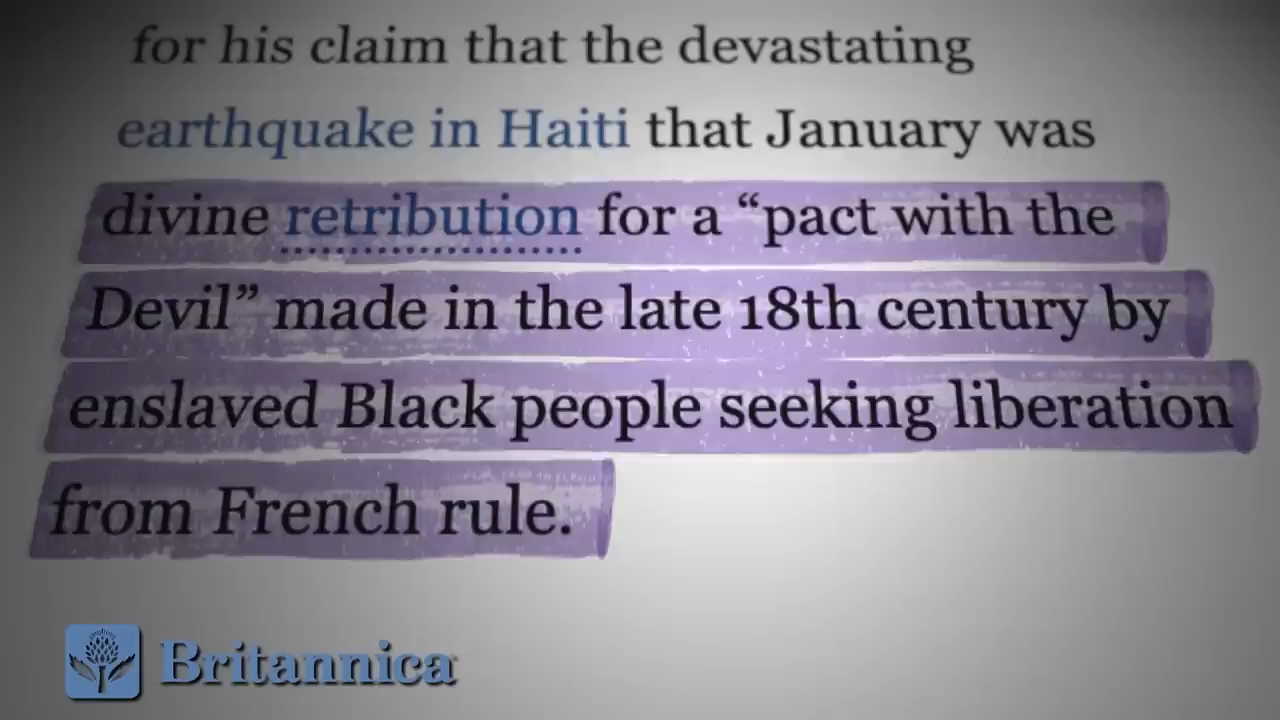 for his claim that the devastating
earthquake in Haiti that January was
divine retribution for a “pact with the
Devil” made in the late 18th century by
enslaved Black people seeking liberation
from French rule.
Britannica